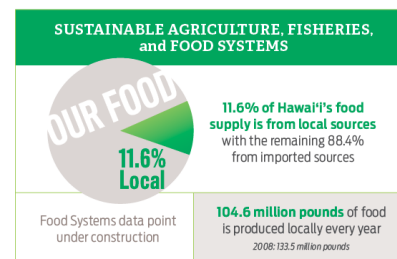 SUSTAINABLE AGRICULTURE, FISHERIES,
and FOOD SYSTEMS
OUR FOOD
11.6%
Local
11.6% of Hawai‘i’s food
supply is from local sources
with the remaining 88.4%
from imported sources
Food Systems data point
under construction
104.6 million pounds of food
is produced locally every year
2008: 133.5 million pounds